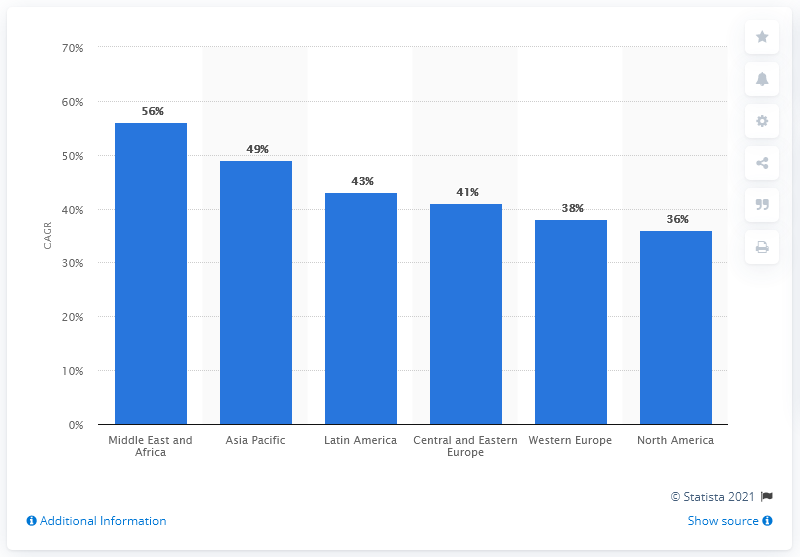 70%
60%
50%
40%
30%
20%
10%
0%
CAGR
56%
49%
43%
41%
38%
36%
Middle East and
Africa
Asia Pacific
Latin America
Central and Eastern
Europe
Western Europe
North America
© Statista 2021
Additional Information
Show source